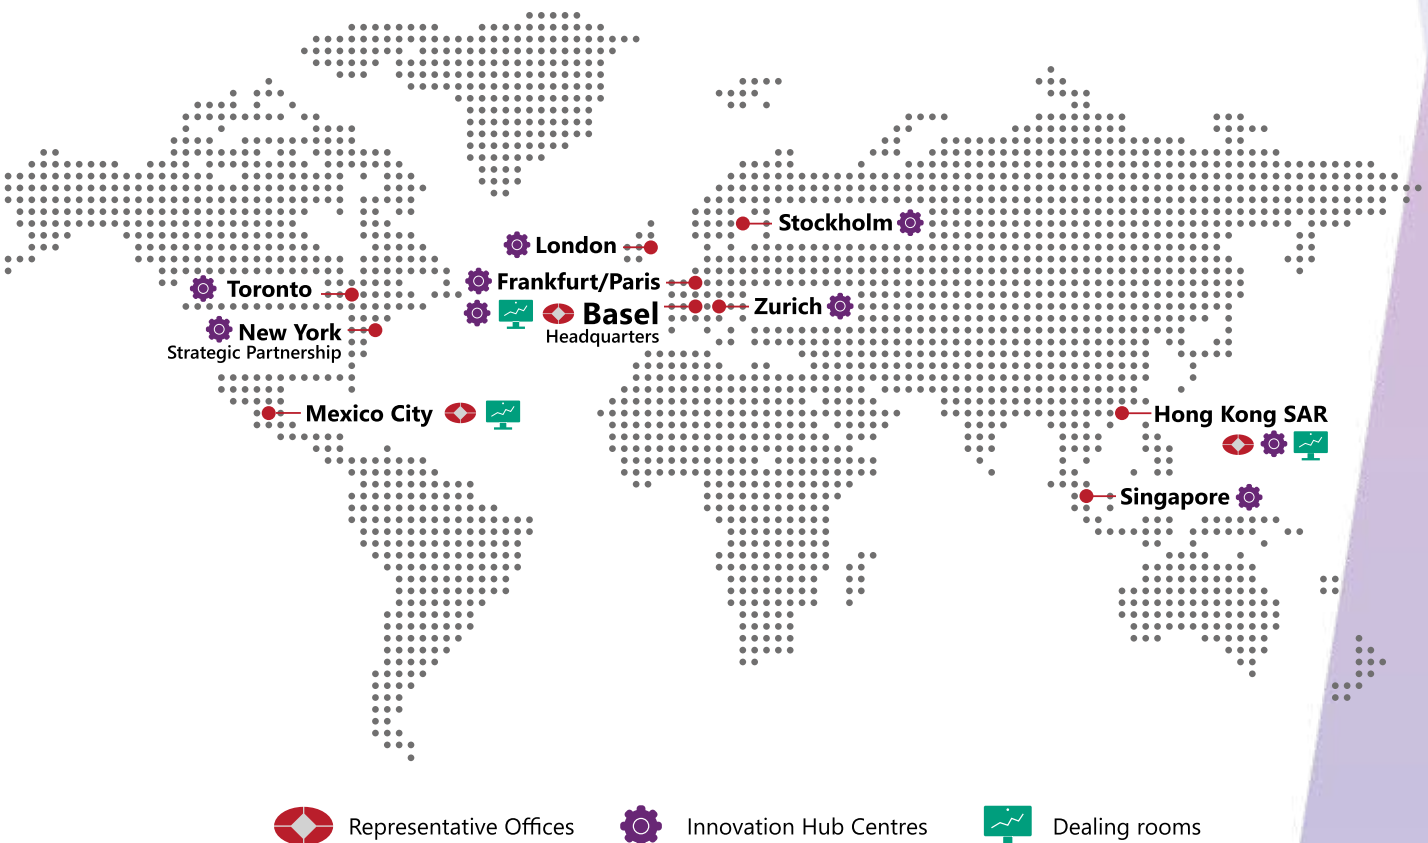 Stockholm
London
Frankfurt/Paris
Toronto
Basel
Headquarters
Zurich
New York
Strategic Partnership
Mexico City
Hong Kong SAR
Singapore
Representative Offices
Innovation Hub Centres
Dealing rooms